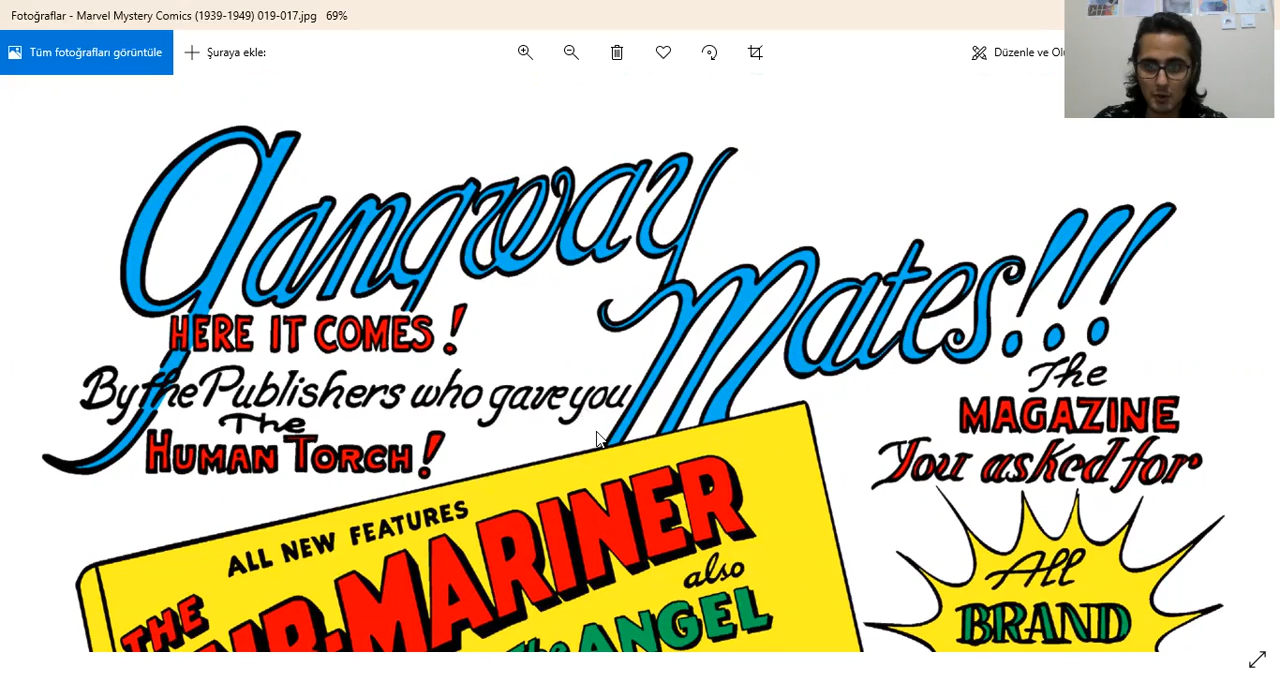 Fotoğraflar - Marvel Mystery Comics (1939-1949) 019-017.jpg 69%
Tüm fotoğrafları görüntüle
Şuraya ekle:
Düzenle ve
Gangway
Mates!!!
HERE IT COMES!
By the Publishers who gave you
The
HUMAN TORCH!
The
MAGAZINE
You asked for
ALL NEW FEATURES
THE
MARINER
also
The ANGEL
All
BRAND